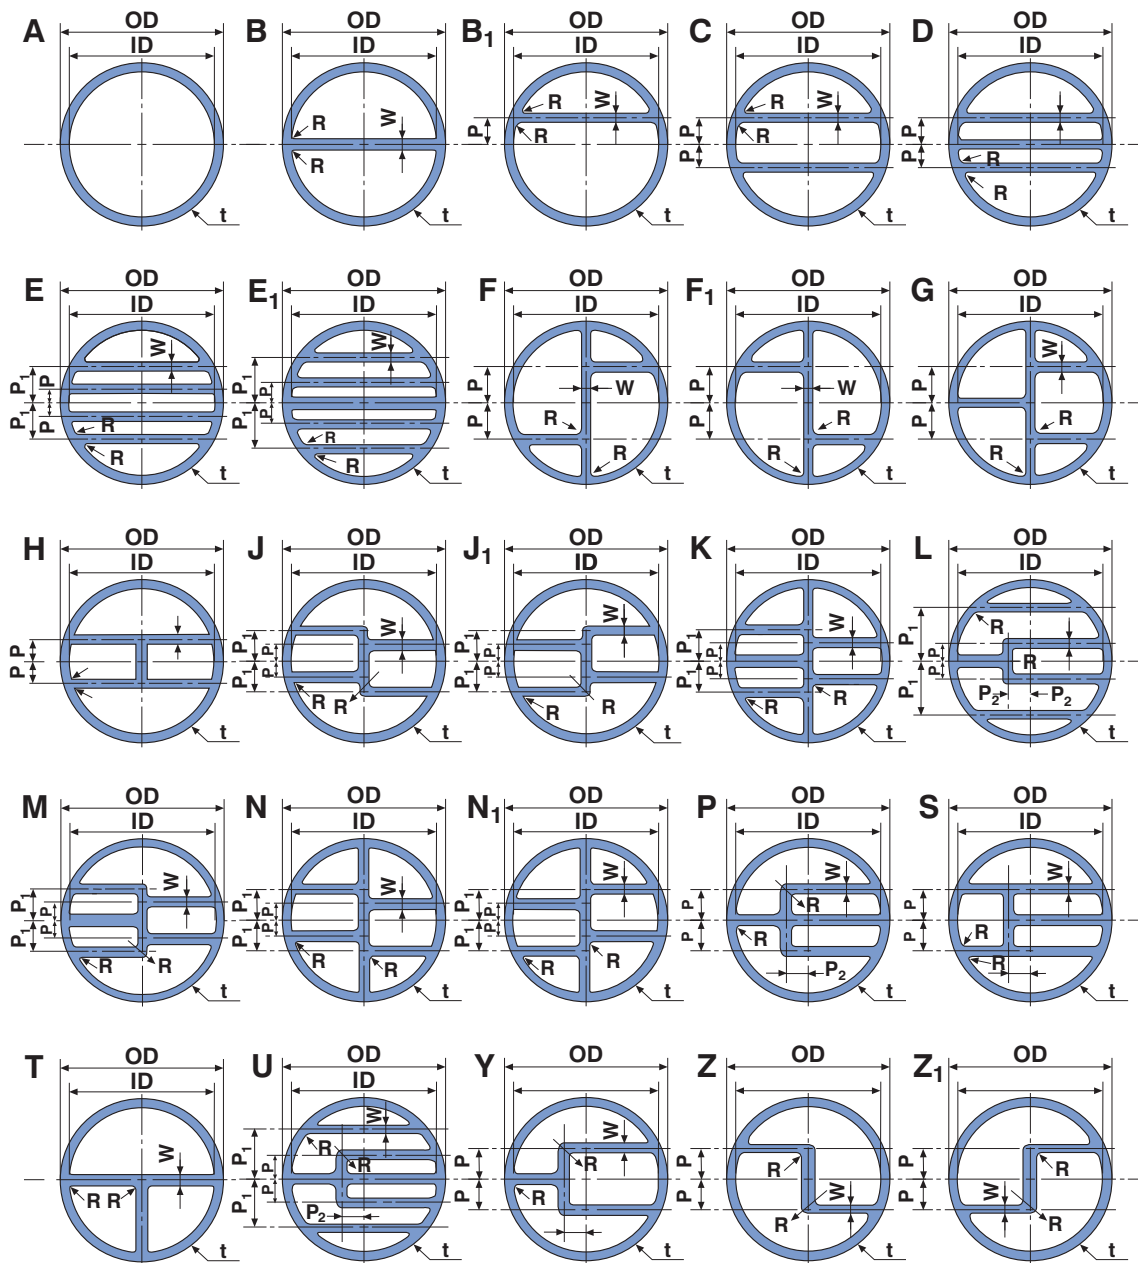 A OD ID t
B OD ID R W R t
B1 OD ID R W P R t
C OD ID R W P R P t
D OD ID P P R R t
E OD ID W P1 P P1 P R R t
E1 OD ID W P1 P P1 P R R t
F OD ID P W P R R t
F1 OD ID P W P R R t
G OD ID W P P R R t
H OD ID P P t
J OD ID W P1 P P1 P R R t
J1 OD ID W P1 P P1 P R R t
K OD ID W P1 P P1 P R R t
L OD ID P1 R P P R P1 P2 P2 t
M OD ID W P1 P P1 P R R t
N OD ID W P1 P P1 P R R t
N1 OD ID W P1 P P1 P R R t
P OD ID W P R P R P2 t
S OD ID W P P R R t
T OD ID W R R t
U OD ID W P1 R P R P1 P P2 t
Y OD ID W P R P R t
Z OD ID P R W P R t
Z1 OD ID P R W P R t